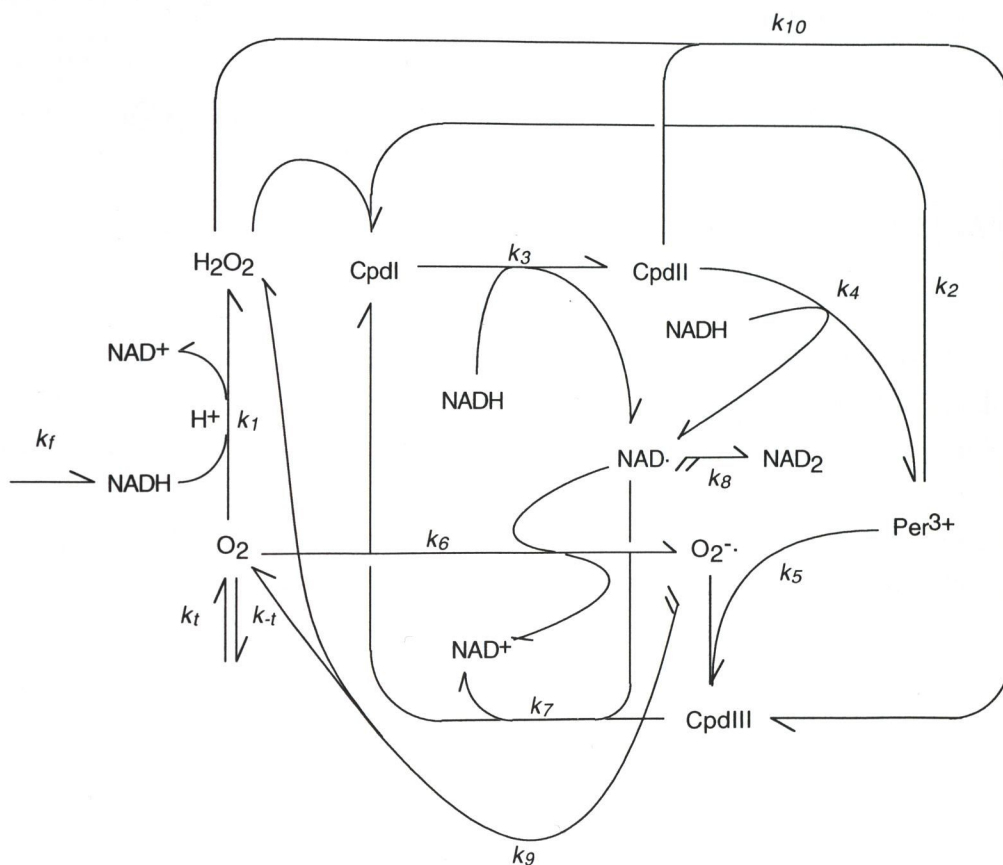 k10
H2O2
CpdI
k3
CpdII
k4
k2
NADH
NAD+
NADH
H+
k1
kf
NADH
NAD·
k8
NAD2
Per3+
O2
k6
O2-·
k5
kt
k-t
NAD+
k7
CpdIII
k9